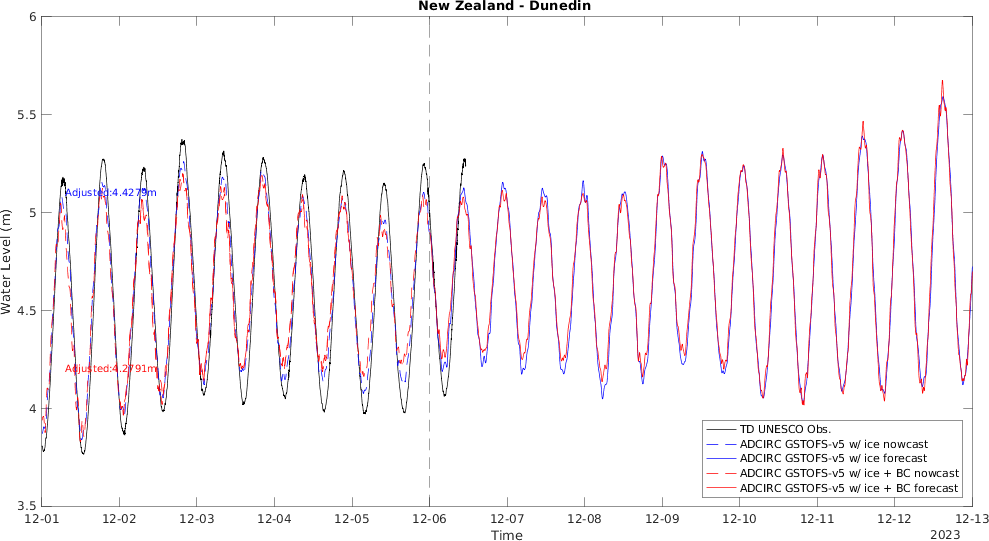 New Zealand - Dunedin
6
5.5
5
4.5
4
3.5
Water Level (m)
Adjusted:4.4279m
Adjusted:4.2791m
TD UNESCO Obs.
ADCIRC GSTOFS-v5 w/ ice nowcast
ADCIRC GSTOFS-v5 w/ ice forecast
ADCIRC GSTOFS-v5 w/ ice + BC nowcast
ADCIRC GSTOFS-v5 w/ ice + BC forecast
12-01 12-02 12-03 12-04 12-05 12-06 12-07 12-08 12-09 12-10 12-11 12-12 12-13
Time
2023